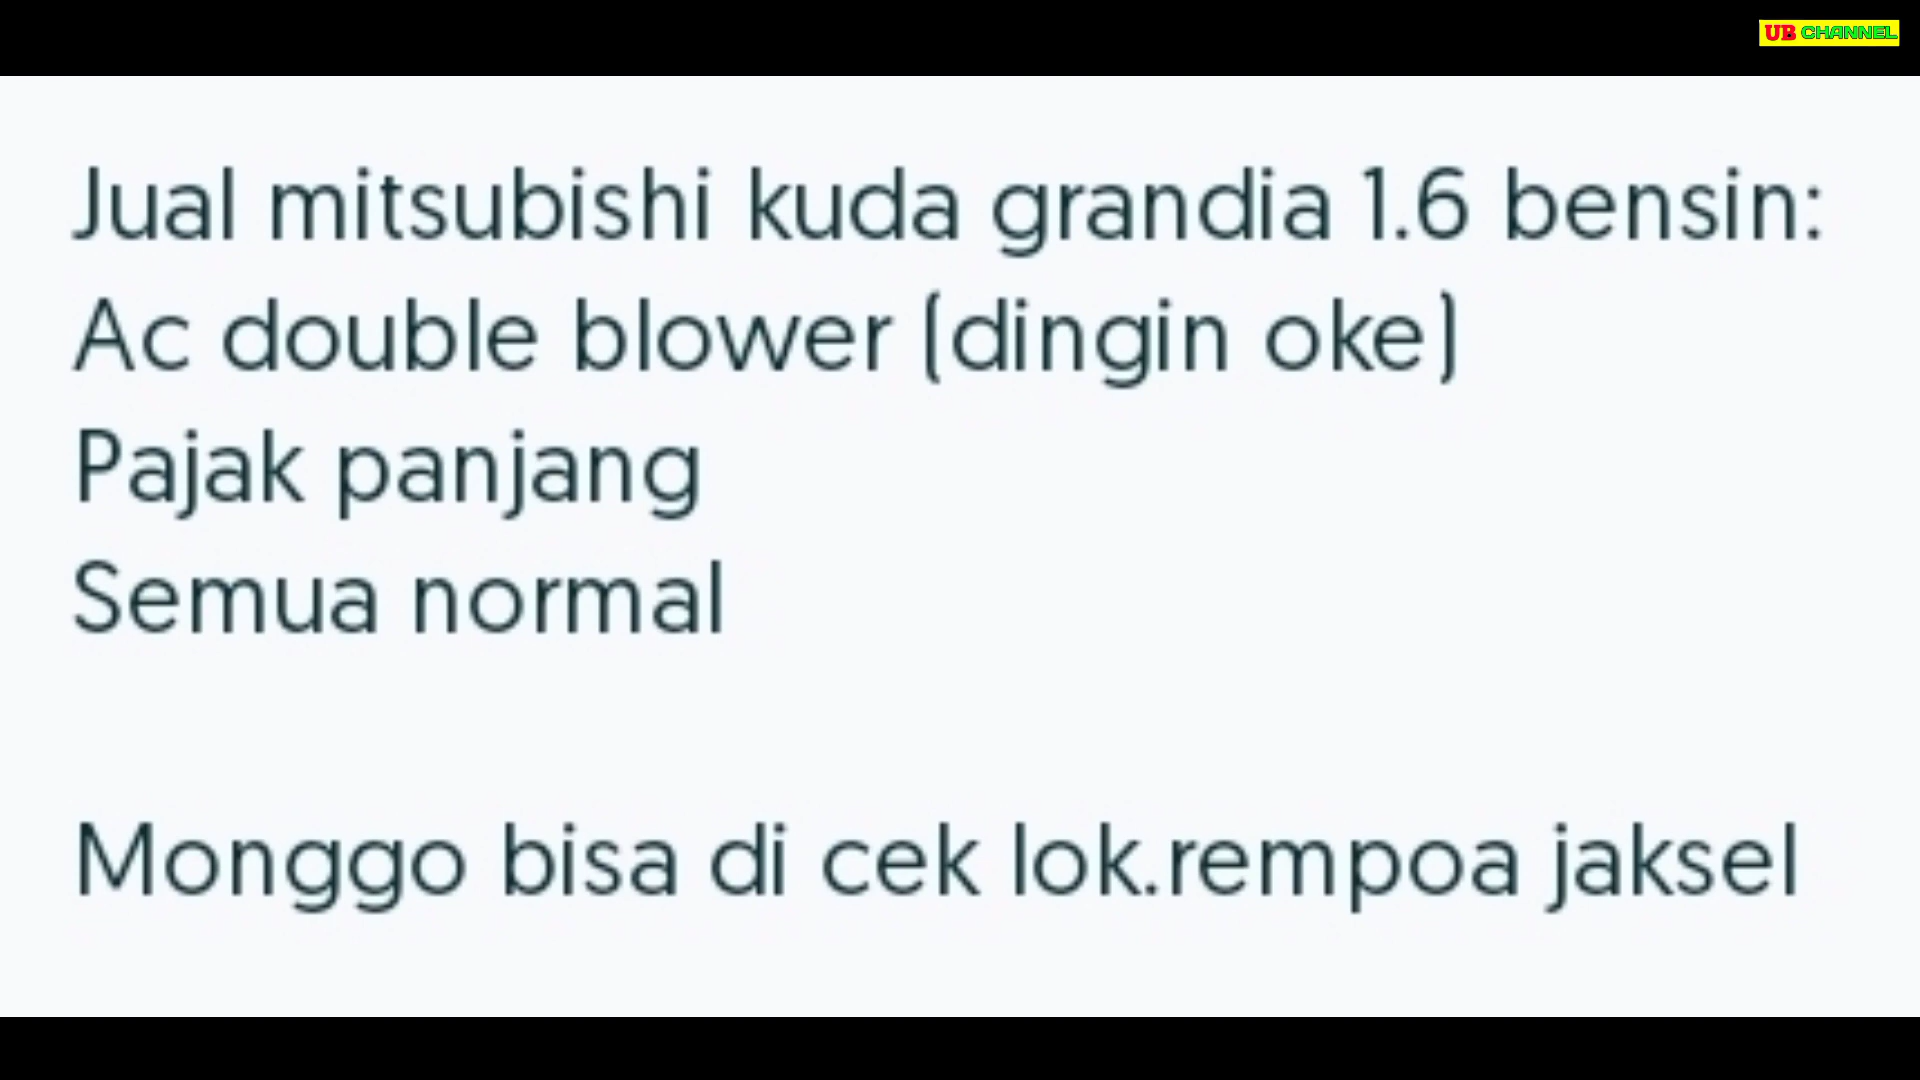 UB CHANNEL
Jual mitsubishi kuda grandia 1.6 bensin:
Ac double blower (dingin oke)
Pajak panjang
Semua normal
Monggo bisa di cek lok.rempoa jaksel